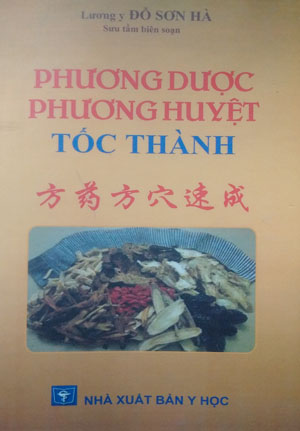 Lương y ĐỖ SƠN HÀ
Sưu tầm biên soạn
PHƯƠNG DƯỢC
PHƯƠNG HUYỆT
TỐC THÀNH
方药方穴速成
NHÀ XUẤT BẢN Y HỌC